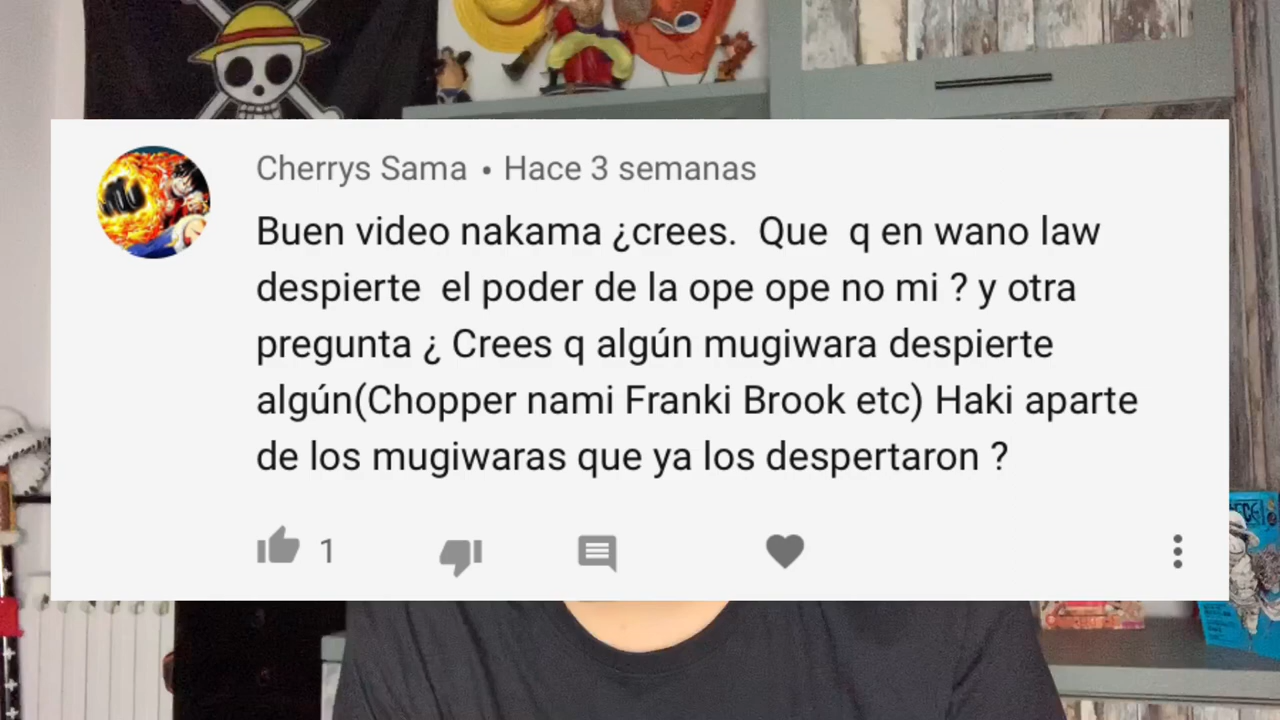 Cherrys Sama • Hace 3 semanas
Buen video nakama ¿crees.  Que  q en wano law
despierte  el poder de la ope ope no mi ? y otra
pregunta ¿ Crees q algún mugiwara despierte
algún(Chopper nami Franki Brook etc) Haki aparte
de los mugiwaras que ya los despertaron ?
1